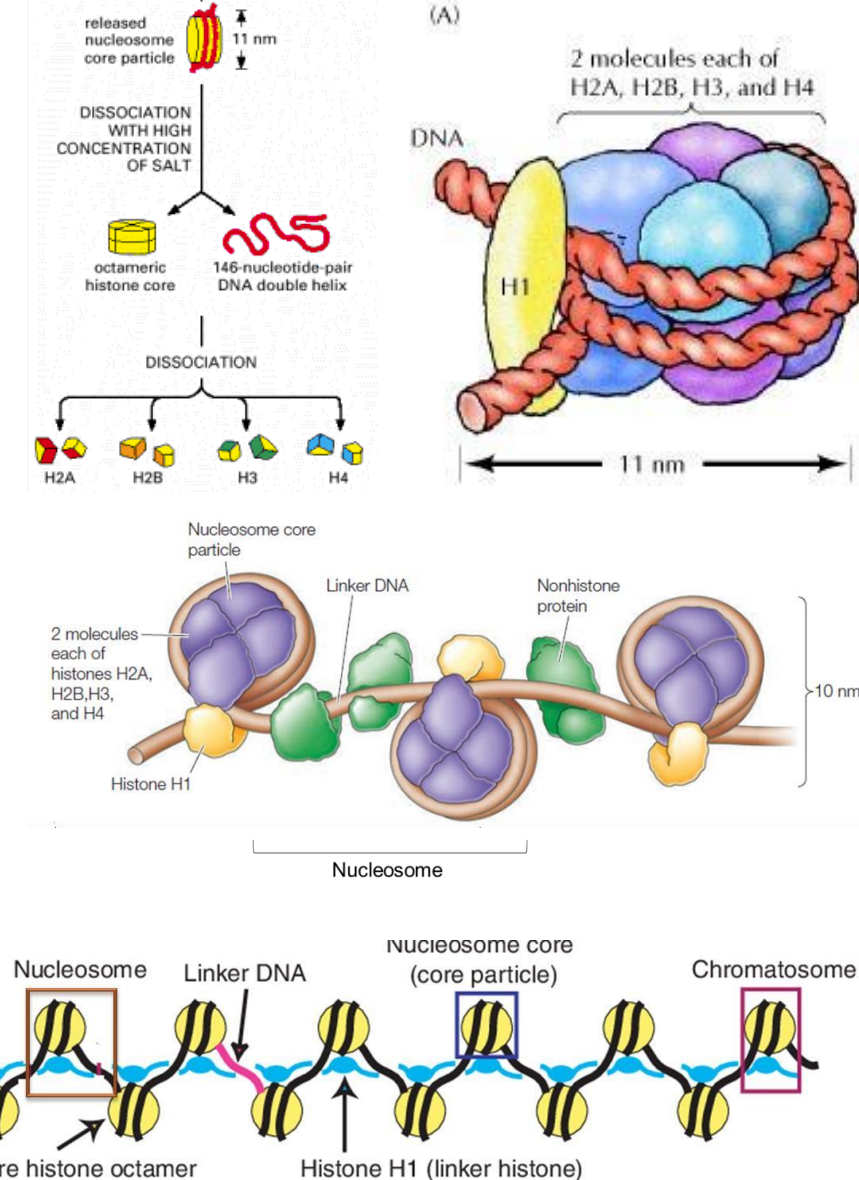 released
nucleosome
core particle
11 nm
DISSOCIATION
WITH HIGH
CONCENTRATION
OF SALT
octameric
histone core
146-nucleotide-pair
DNA double helix
DISSOCIATION
H2A
H2B
H3
H4
(A)
2 molecules each of
H2A, H2B, H3, and H4
DNA
H1
11 nm
Nucleosome core
particle
Linker DNA
Nonhistone
protein
2 molecules
each of
histones H2A,
H2B,H3,
and H4
10 nm
Histone H1
Nucleosome
Nucleosome
Linker DNA
Nucleosome core
(core particle)
Chromatosome
re histone octamer
Histone H1 (linker histone)